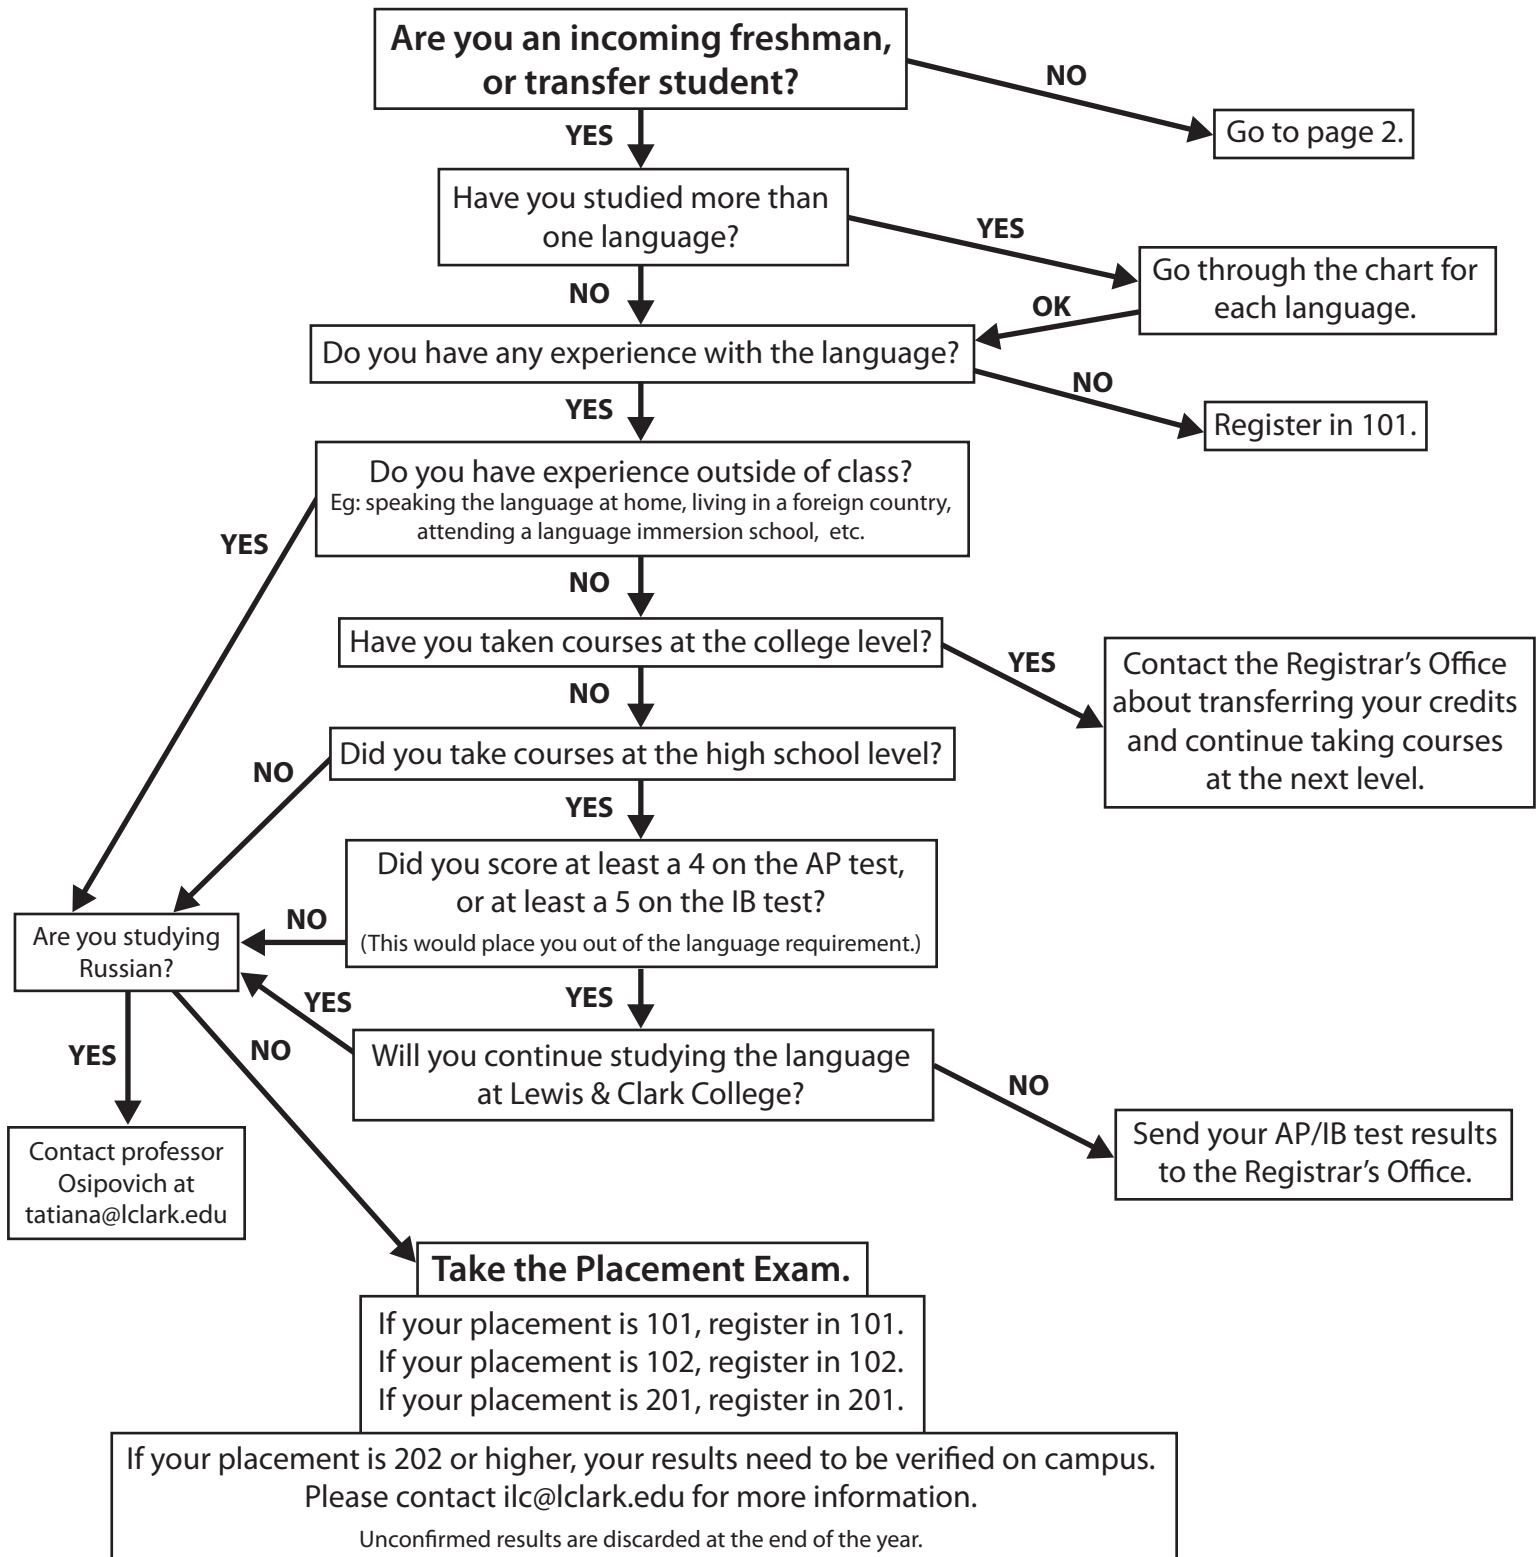 Are you an incoming freshman,
or transfer student?
NO
Go to page 2.
YES
Have you studied more than
one language?
YES
Go through the chart for
each language.
NO
OK
Do you have any experience with the language?
NO
Register in 101.
YES
Do you have experience outside of class?
Eg: speaking the language at home, living in a foreign country,
attending a language immersion school, etc.
YES
NO
Have you taken courses at the college level?
YES
Contact the Registrar's Office
about transferring your credits
and continue taking courses
at the next level.
NO
Did you take courses at the high school level?
NO
YES
Did you score at least a 4 on the AP test,
or at least a 5 on the IB test?
(This would place you out of the language requirement.)
NO
Are you studying
Russian?
YES
YES
Will you continue studying the language
at Lewis & Clark College?
NO
Send your AP/IB test results
to the Registrar's Office.
YES
NO
Contact professor
Osipovich at
tatiana@lclark.edu
Take the Placement Exam.
If your placement is 101, register in 101.
If your placement is 102, register in 102.
If your placement is 201, register in 201.
If your placement is 202 or higher, your results need to be verified on campus.
Please contact ilc@lclark.edu for more information.
Unconfirmed results are discarded at the end of the year.